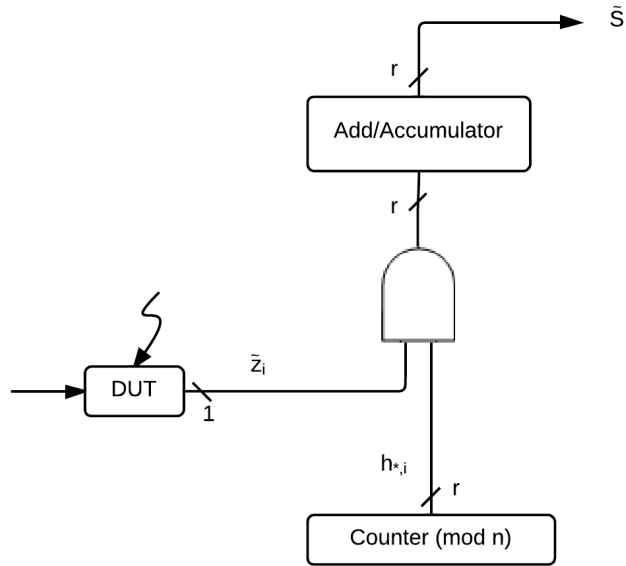 S̃
r
Add/Accumulator
r
z̃ᵢ
DUT
1
h*,i
r
Counter (mod n)